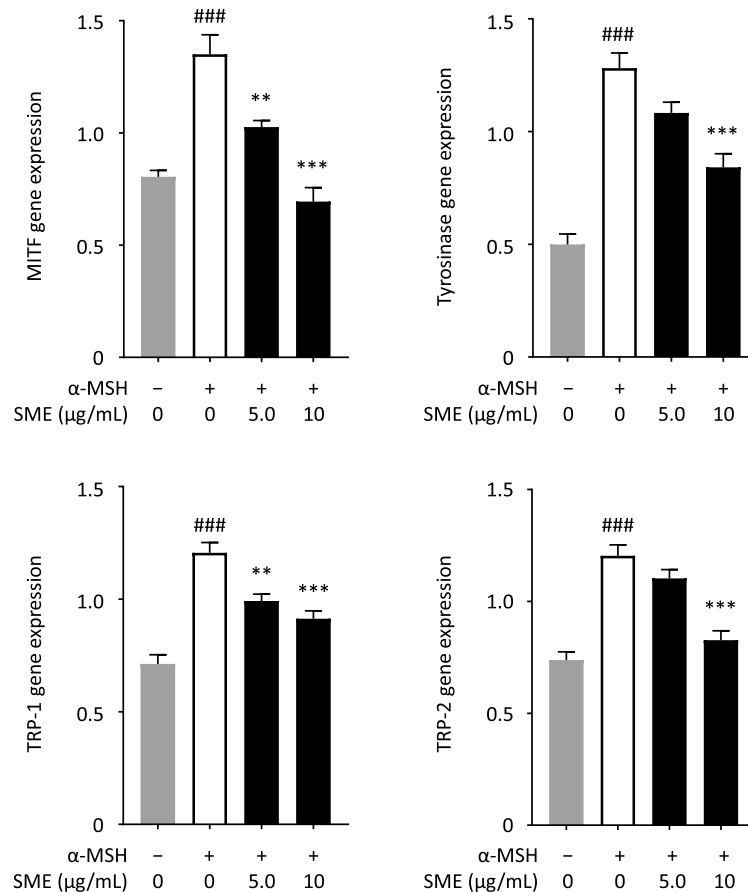 MITF gene expression
1.5
1.0
0.5
0
###
**
***
α-MSH − + + +
SME (µg/mL) 0 0 5.0 10
Tyrosinase gene expression
1.5
1.0
0.5
0
###
***
α-MSH − + + +
SME (µg/mL) 0 0 5.0 10
TRP-1 gene expression
1.5
1.0
0.5
0
###
**
***
α-MSH − + + +
SME (µg/mL) 0 0 5.0 10
TRP-2 gene expression
1.5
1.0
0.5
0
###
***
α-MSH − + + +
SME (µg/mL) 0 0 5.0 10